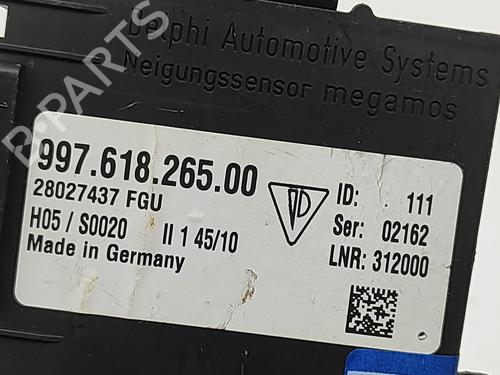 Delphi Automotive Systems
Neigungssensor megamos
997.618.265.00
28027437 FGU
H05 / S0020 II 1 45/10
Made in Germany
ID: 111
Ser: 02162
LNR: 312000
B-PARTS